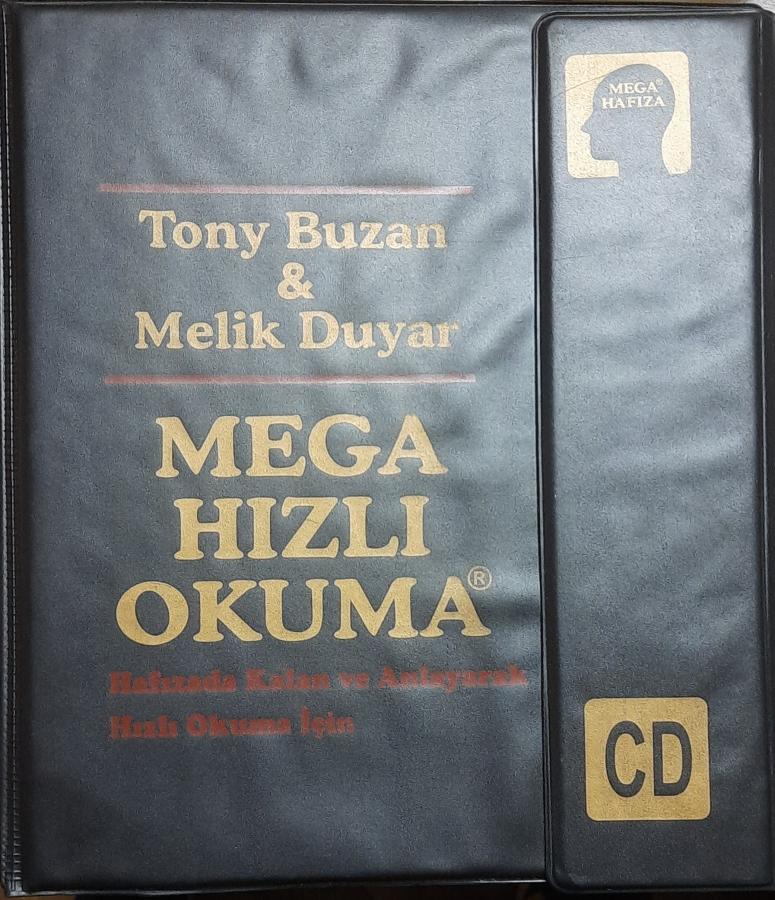 MEGA®
HAFIZA
Tony Buzan
&
Melik Duyar
MEGA
HIZLI
OKUMA®
Hafızada Kalan ve Anlayarak
Hızlı Okuma İçin
CD